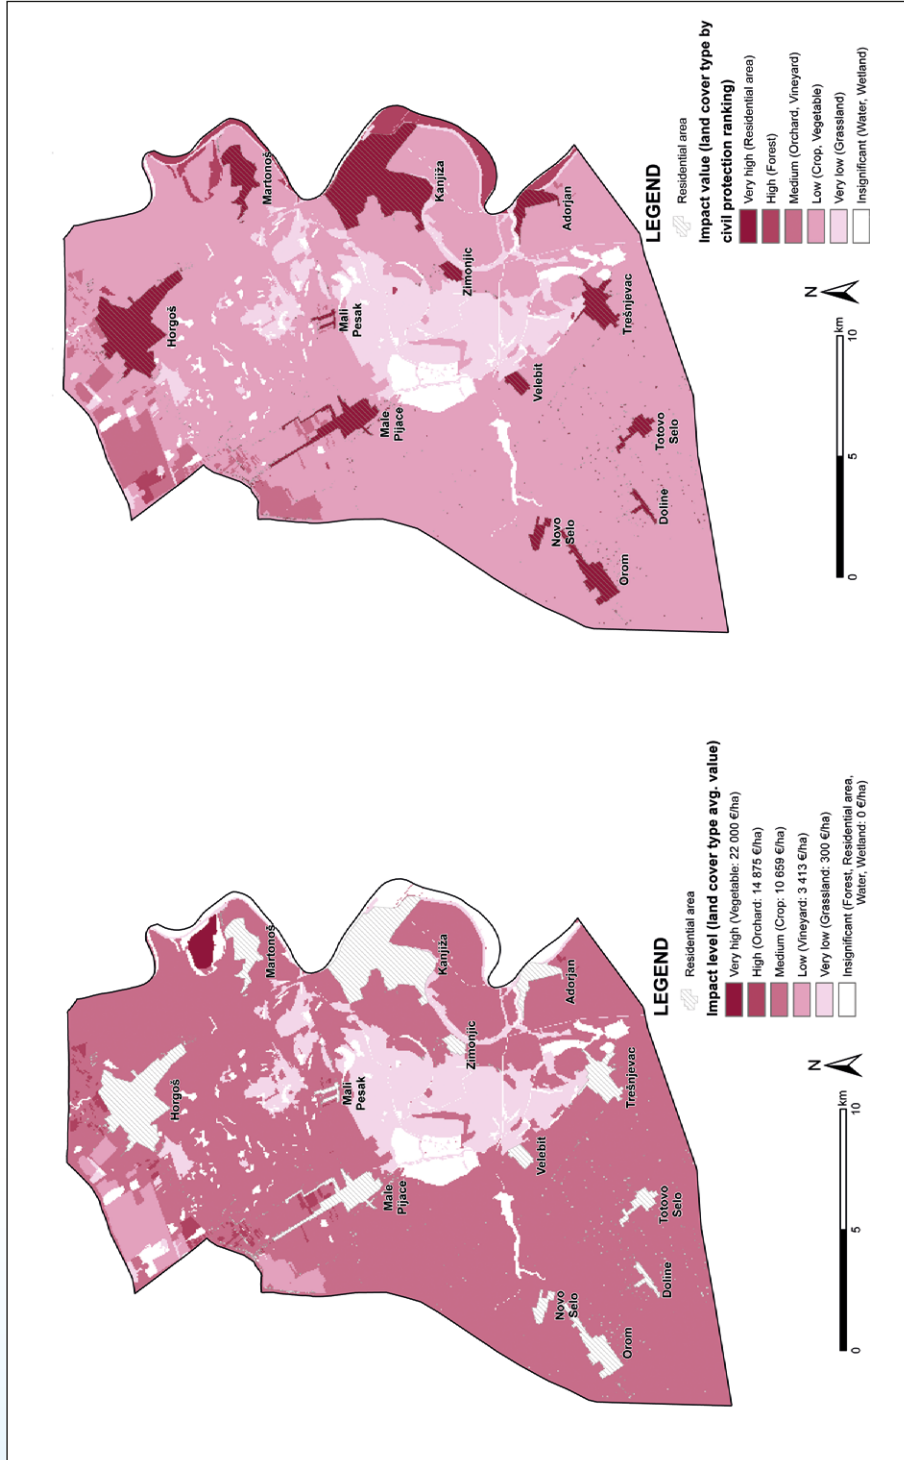 Horgoš
Martonoš
Mali
Pesak
Male
Pijace
Kanjiža
Zimonjic
Adorjan
Velebit
Trešnjevac
Novo
Selo
Orom
Totovo
Selo
Doline
LEGEND
Residential area
Impact level (land cover type avg. value)
Very high (Vegetable: 22 000 €/ha)
High (Orchard: 14 875 €/ha)
Medium (Crop: 10 659 €/ha)
Low (Vineyard: 3 413 €/ha)
Very low (Grassland: 300 €/ha)
Insignificant (Forest, Residential area,
Water, Wetland: 0 €/ha)
N
0 5 10
km
Horgoš
Martonoš
Mali
Pesak
Male
Pijace
Kanjiža
Zimonjic
Adorjan
Velebit
Trešnjevac
Novo
Selo
Orom
Totovo
Selo
Doline
LEGEND
Residential area
Impact value (land cover type by
civil protection ranking)
Very high (Residential area)
High (Forest)
Medium (Orchard, Vineyard)
Low (Crop, Vegetable)
Very low (Grassland)
Insignificant (Water, Wetland)
N
0 5 10
km